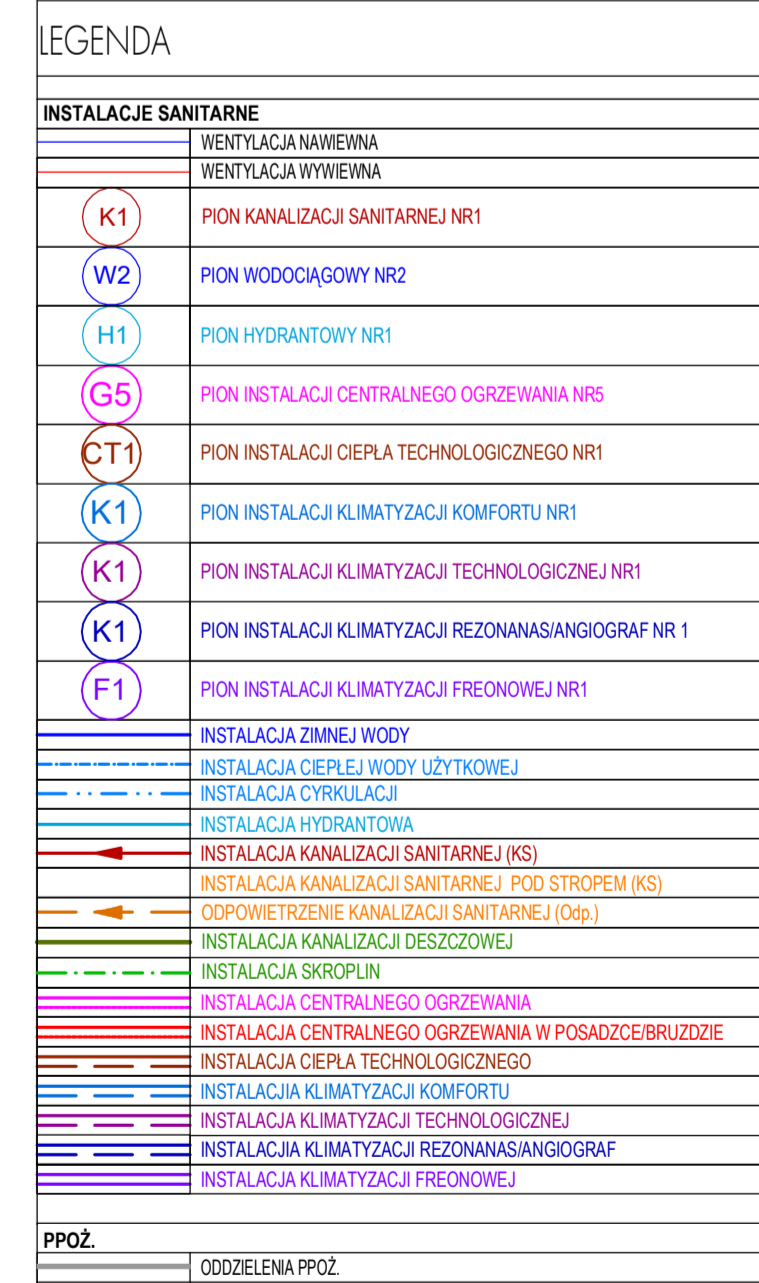 LEGENDA
INSTALACJE SANITARNE
WENTYLACJA NAWIEWNA
WENTYLACJA WYWIEWNA
K1 PION KANALIZACJI SANITARNEJ NR1
W2 PION WODOCIĄGOWY NR2
H1 PION HYDRANTOWY NR1
G5 PION INSTALACJI CENTRALNEGO OGRZEWANIA NR5
CT1 PION INSTALACJI CIEPŁA TECHNOLOGICZNEGO NR1
K1 PION INSTALACJI KLIMATYZACJI KOMFORTU NR1
K1 PION INSTALACJI KLIMATYZACJI TECHNOLOGICZNEJ NR1
K1 PION INSTALACJI KLIMATYZACJI REZONANAS/ANGIOGRAF NR 1
F1 PION INSTALACJI KLIMATYZACJI FREONOWEJ NR1
INSTALACJA ZIMNEJ WODY
INSTALACJA CIEPŁEJ WODY UŻYTKOWEJ
INSTALACJA CYRKULACJI
INSTALACJA HYDRANTOWA
INSTALACJA KANALIZACJI SANITARNEJ (KS)
INSTALACJA KANALIZACJI SANITARNEJ POD STROPEM (KS)
ODPOWIETRZENIE KANALIZACJI SANITARNEJ (Odp.)
INSTALACJA KANALIZACJI DESZCZOWEJ
INSTALACJA SKROPLIN
INSTALACJA CENTRALNEGO OGRZEWANIA
INSTALACJA CENTRALNEGO OGRZEWANIA W POSADZCE/BRUZDZIE
INSTALACJA CIEPŁA TECHNOLOGICZNEGO
INSTALACJIA KLIMATYZACJI KOMFORTU
INSTALACJA KLIMATYZACJI TECHNOLOGICZNEJ
INSTALACJIA KLIMATYZACJI REZONANAS/ANGIOGRAF
INSTALACJA KLIMATYZACJI FREONOWEJ
PPOŻ.
ODDZIELENIA PPOŻ.